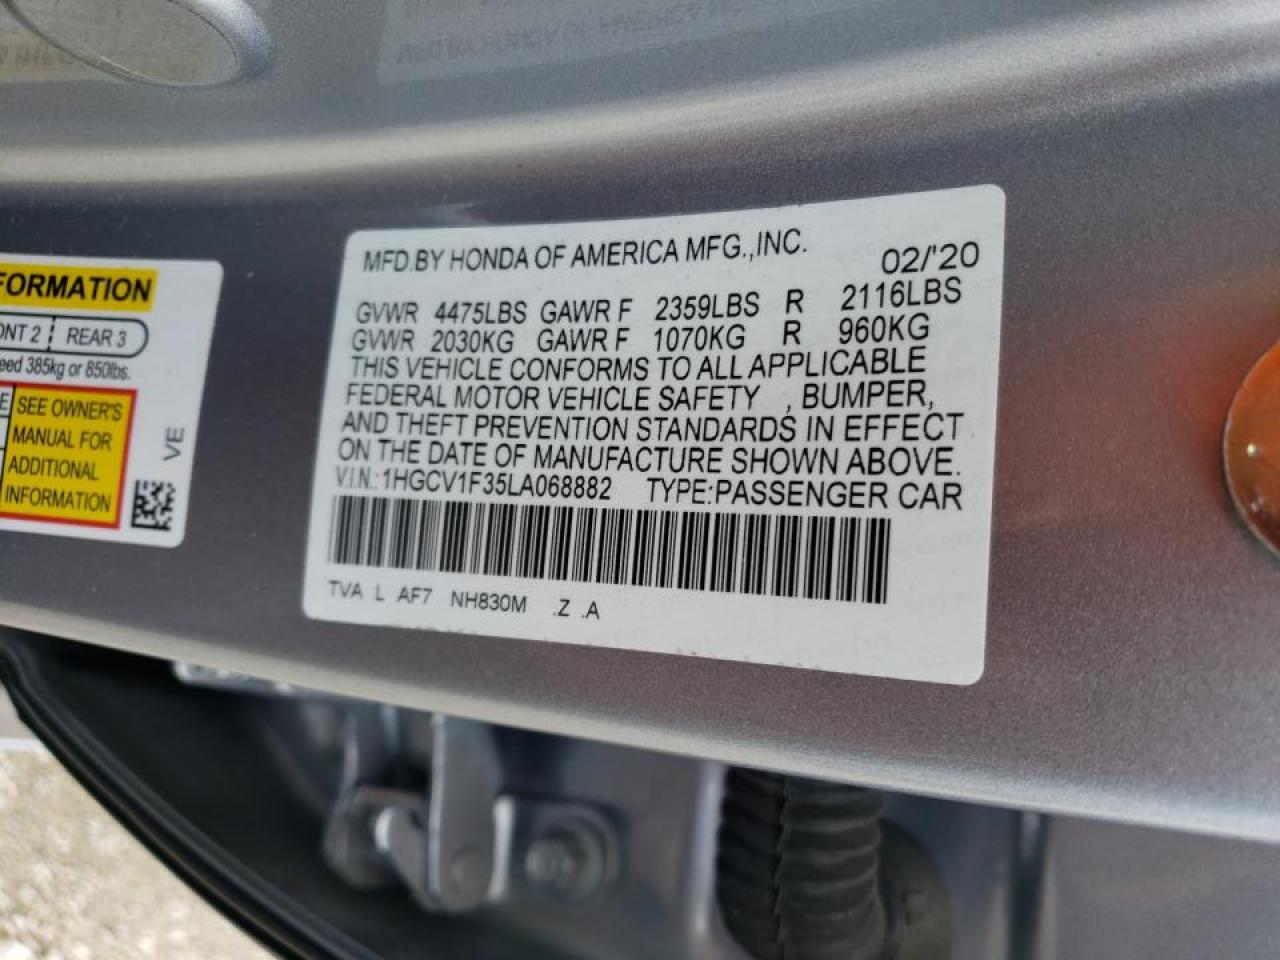 MFD.BY HONDA OF AMERICA MFG.,INC. 02/'20
GVWR 4475LBS GAWR F 2359LBS R 2116LBS
GVWR 2030KG GAWR F 1070KG R 960KG
THIS VEHICLE CONFORMS TO ALL APPLICABLE
FEDERAL MOTOR VEHICLE SAFETY , BUMPER,
AND THEFT PREVENTION STANDARDS IN EFFECT
ON THE DATE OF MANUFACTURE SHOWN ABOVE.
V.I.N.: 1HGCV1F35LA068882 TYPE:PASSENGER CAR
TVA L AF7 NH830M .Z .A
FORMATION
ONT 2 REAR 3
eed 385kg or 850lbs.
SEE OWNER'S
MANUAL FOR
ADDITIONAL
INFORMATION
VE